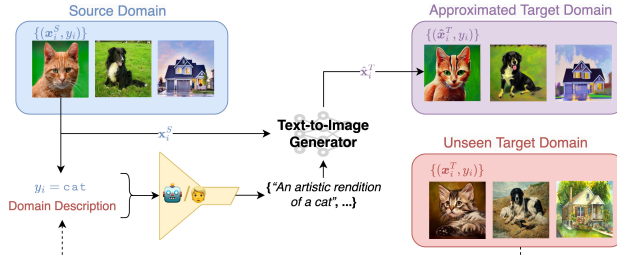 Source Domain
{(x_i^S, y_i)}
Approximated Target Domain
{(x̂_i^T, y_i)}
x̂_i^T
x_i^S
Text-to-Image
Generator
Unseen Target Domain
{(x_i^T, y_i)}
y_i = cat
Domain Description
/
{"An artistic rendition
of a cat", ...}